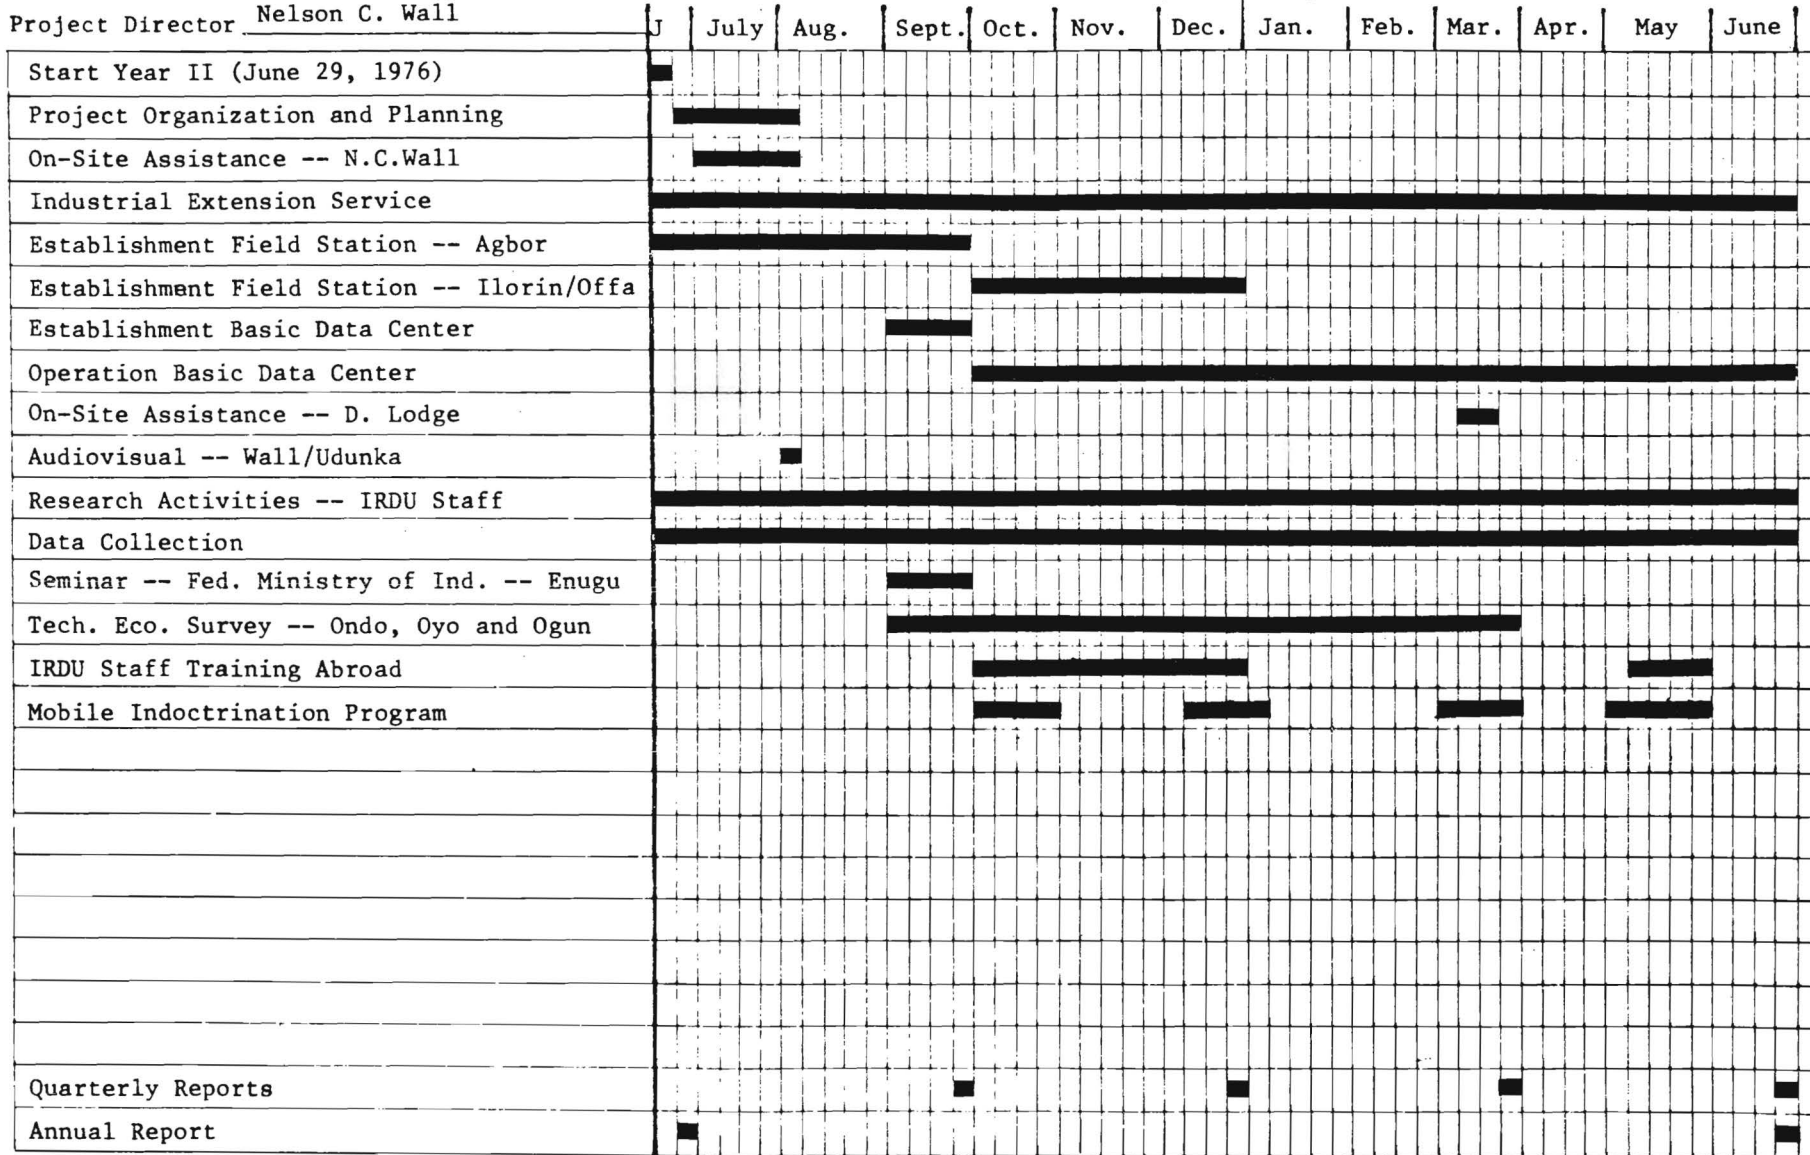 Project Director Nelson C. Wall
J July Aug. Sept. Oct. Nov. Dec. Jan. Feb. Mar. Apr. May June
Start Year II (June 29, 1976)
Project Organization and Planning
On-Site Assistance -- N.C.Wall
Industrial Extension Service
Establishment Field Station -- Agbor
Establishment Field Station -- Ilorin/Offa
Establishment Basic Data Center
Operation Basic Data Center
On-Site Assistance -- D. Lodge
Audiovisual -- Wall/Udunka
Research Activities -- IRDU Staff
Data Collection
Seminar -- Fed. Ministry of Ind. -- Enugu
Tech. Eco. Survey -- Ondo, Oyo and Ogun
IRDU Staff Training Abroad
Mobile Indoctrination Program
Quarterly Reports
Annual Report